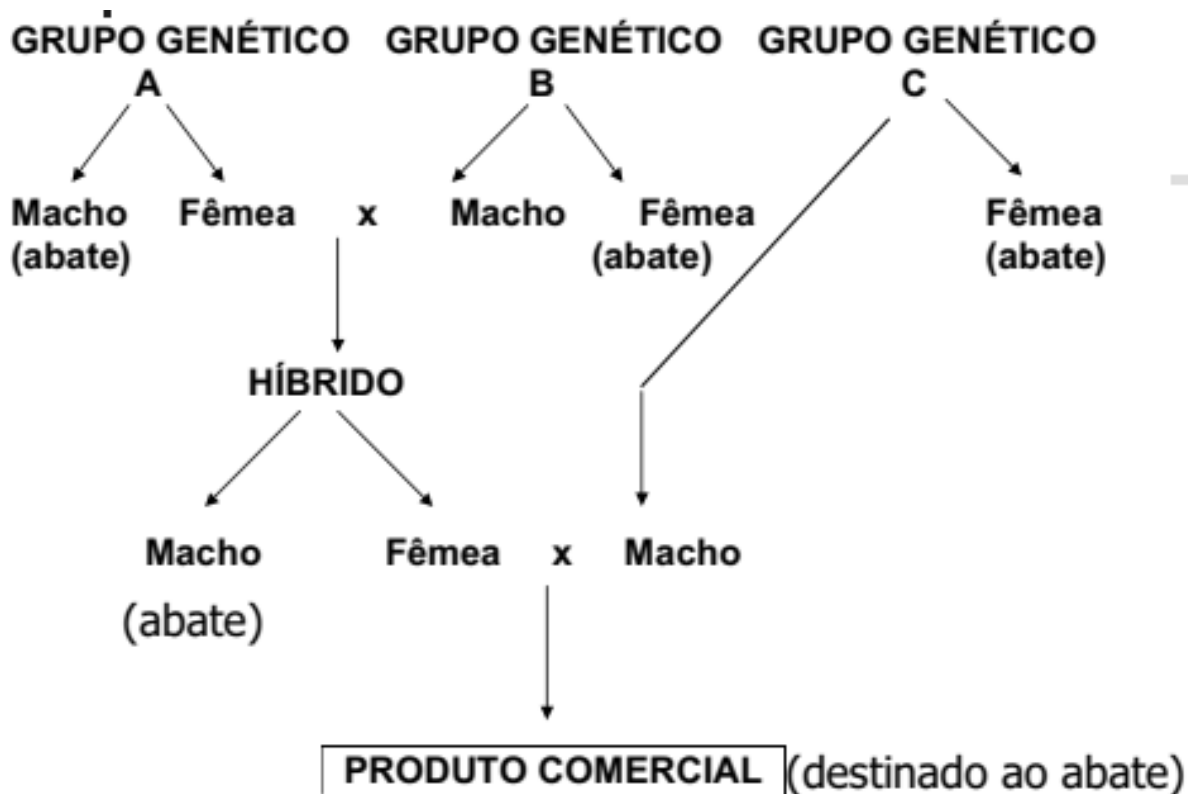 GRUPO GENÉTICO GRUPO GENÉTICO GRUPO GENÉTICO
A B C
Macho Fêmea x Macho Fêmea Fêmea
(abate) (abate) (abate)
HÍBRIDO
Macho Fêmea x Macho
(abate)
PRODUTO COMERCIAL (destinado ao abate)